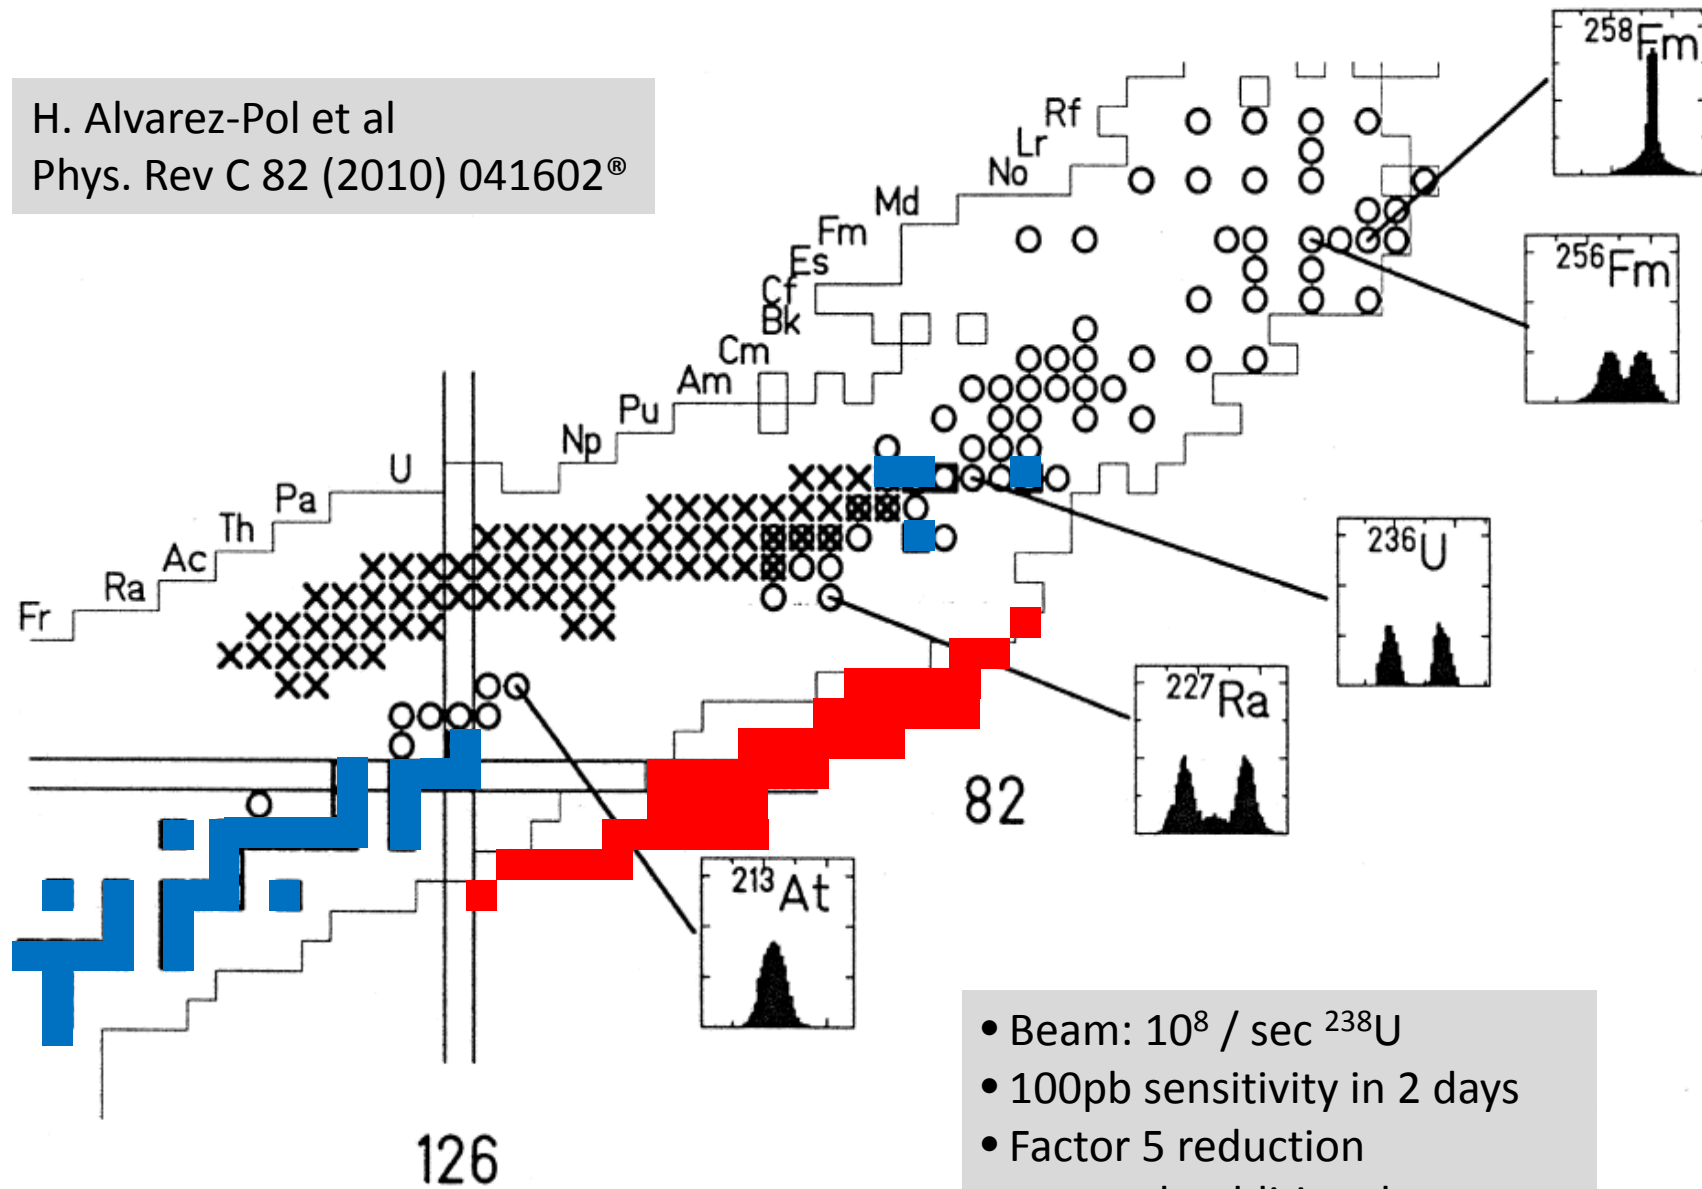 H. Alvarez-Pol et al
Phys. Rev C 82 (2010) 041602®
258Fm
256Fm
236U
227Ra
213At
Rf
Lr
No
Md
Fm
Es
Cf
Bk
Cm
Am
Pu
Np
U
Pa
Th
Ac
Ra
Fr
82
126
• Beam: 10⁸ / sec ²³⁸U
• 100pb sensitivity in 2 days
• Factor 5 reduction